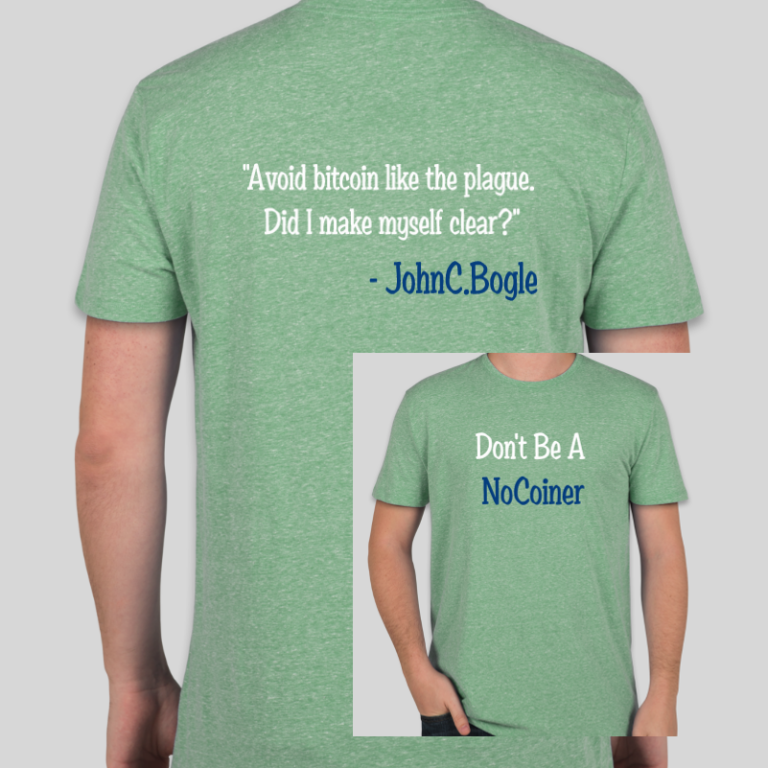 "Avoid bitcoin like the plague.
Did I make myself clear?"
- JohnC.Bogle
Don't Be A
NoCoiner